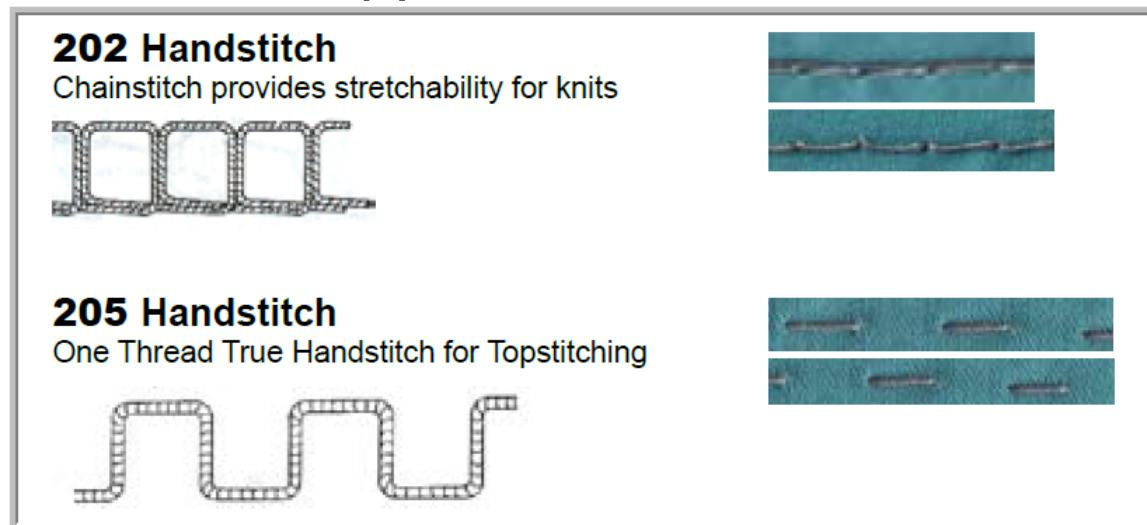 202 Handstitch
Chainstitch provides stretchability for knits
205 Handstitch
One Thread True Handstitch for Topstitching